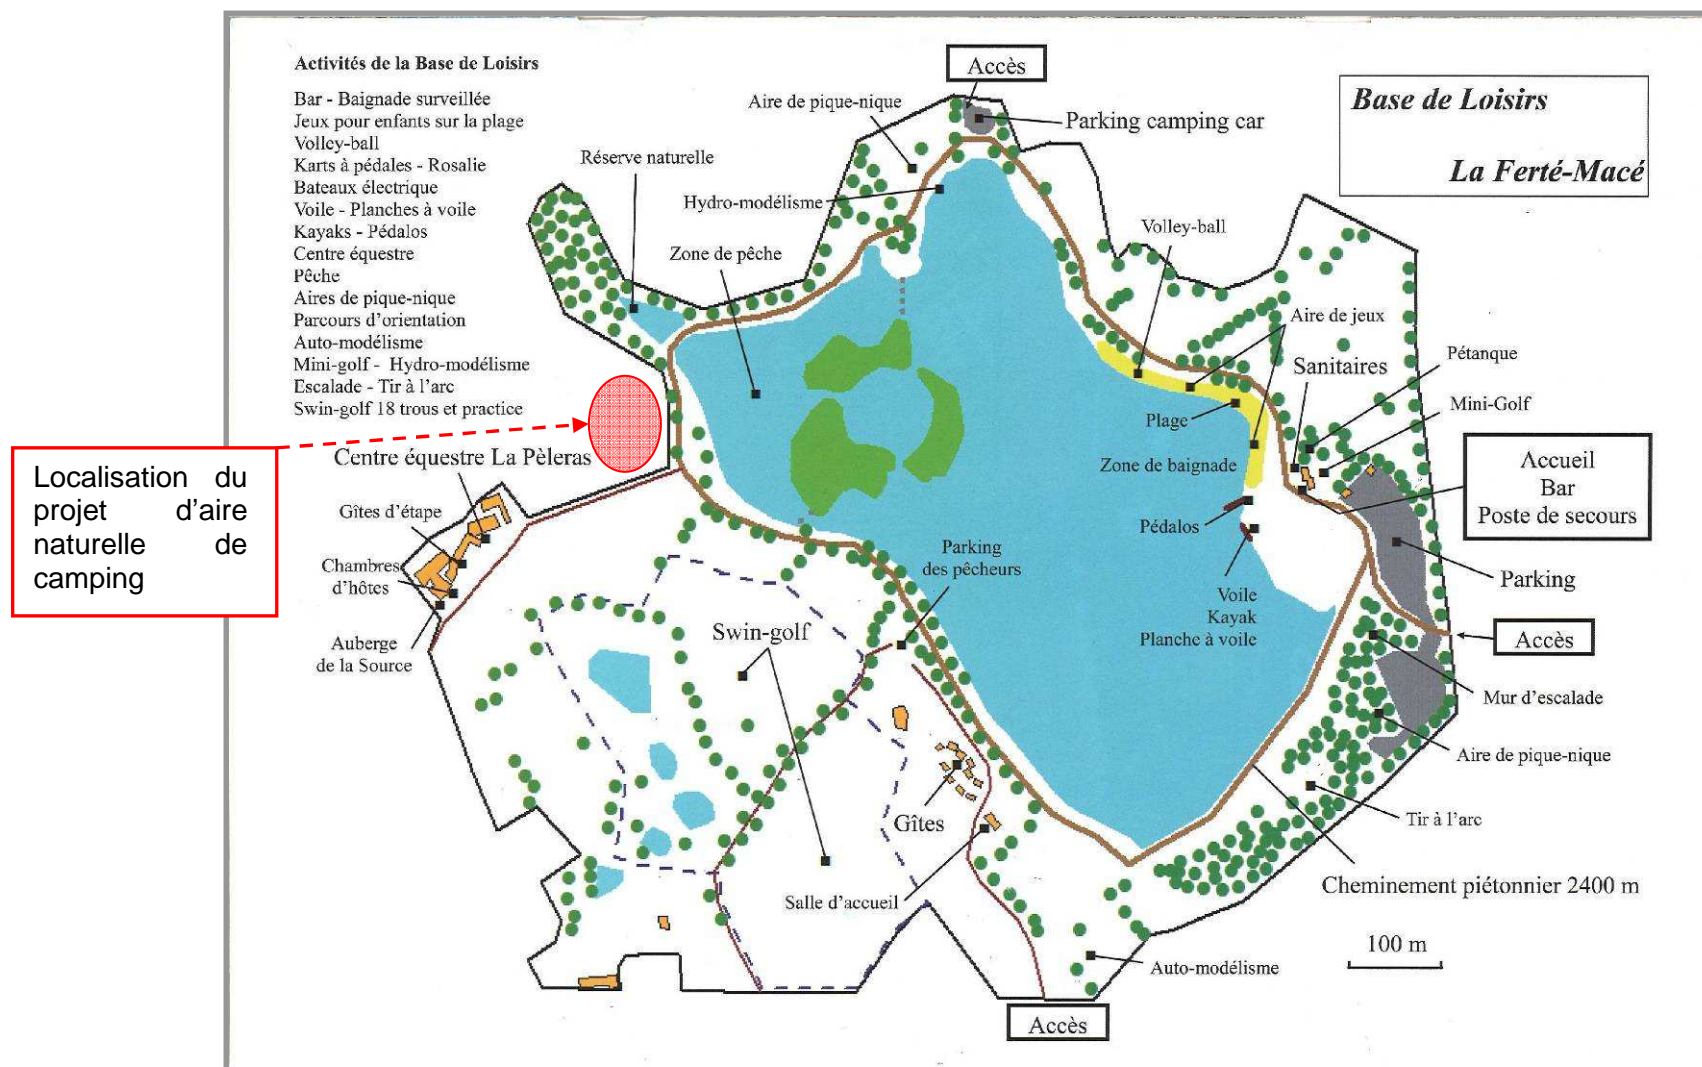 Activités de la Base de Loisirs
Bar - Baignade surveillée
Jeux pour enfants sur la plage
Volley-ball
Karts à pédales - Rosalie
Bateaux électrique
Voile - Planches à voile
Kayaks - Pédalos
Centre équestre
Pêche
Aires de pique-nique
Parcours d'orientation
Auto-modélisme
Mini-golf - Hydro-modélisme
Escalade - Tir à l'arc
Swin-golf 18 trous et practice
Base de Loisirs
La Ferté-Macé
Accès
Aire de pique-nique
Parking camping car
Réserve naturelle
Hydro-modélisme
Zone de pêche
Volley-ball
Aire de jeux
Sanitaires
Pétanque
Plage
Mini-Golf
Zone de baignade
Accueil
Bar
Poste de secours
Pédalos
Parking
Voile
Kayak
Planche à voile
Accès
Mur d'escalade
Aire de pique-nique
Tir à l'arc
Cheminement piétonnier 2400 m
100 m
Localisation du
projet d'aire
naturelle de
camping
Centre équestre La Pèleras
Gîtes d'étape
Chambres
d'hôtes
Auberge
de la Source
Parking
des pêcheurs
Swin-golf
Gîtes
Salle d'accueil
Auto-modélisme
Accès